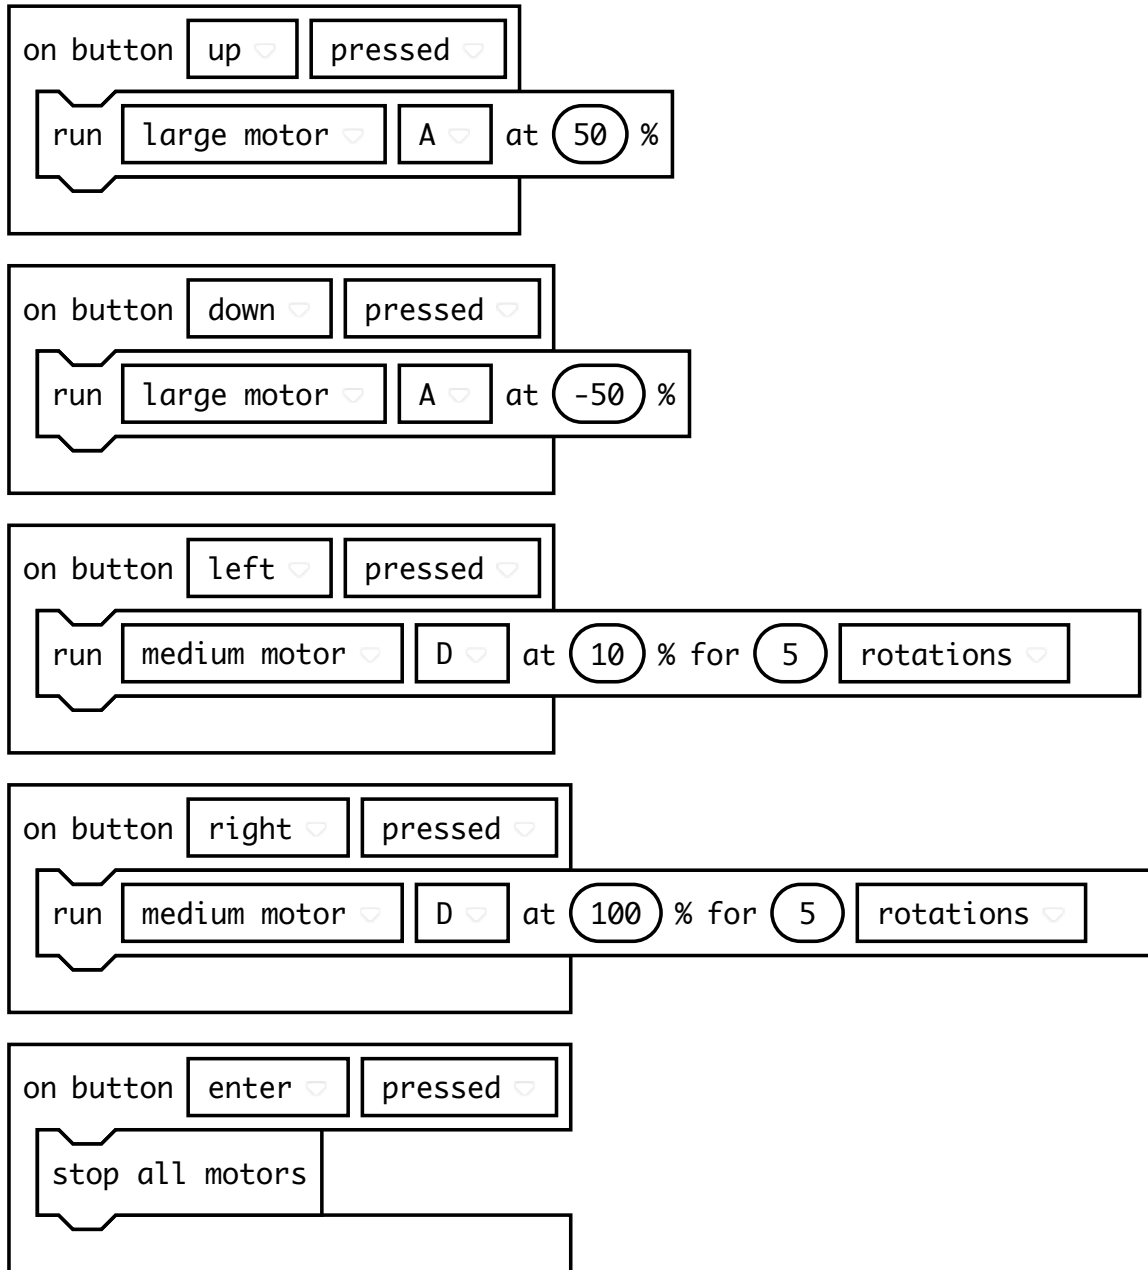 on button up pressed
run large motor A at 50 %
on button down pressed
run large motor A at -50 %
on button left pressed
run medium motor D at 10 % for 5 rotations
on button right pressed
run medium motor D at 100 % for 5 rotations
on button enter pressed
stop all motors